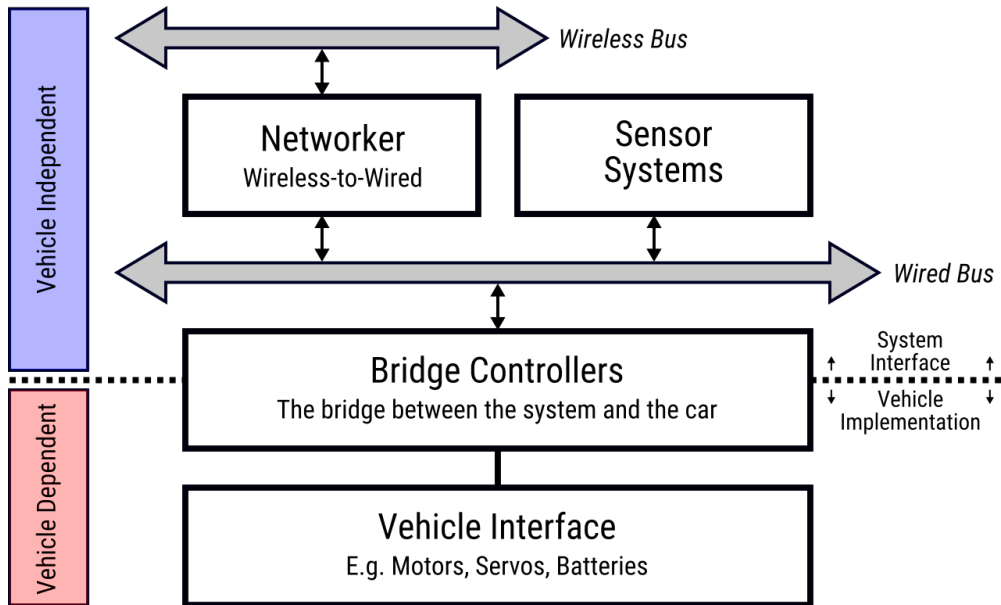 Wireless Bus
Vehicle Independent
Networker
Wireless-to-Wired
Sensor
Systems
Wired Bus
Bridge Controllers
The bridge between the system and the car
System
Interface
Vehicle
Implementation
Vehicle Dependent
Vehicle Interface
E.g. Motors, Servos, Batteries